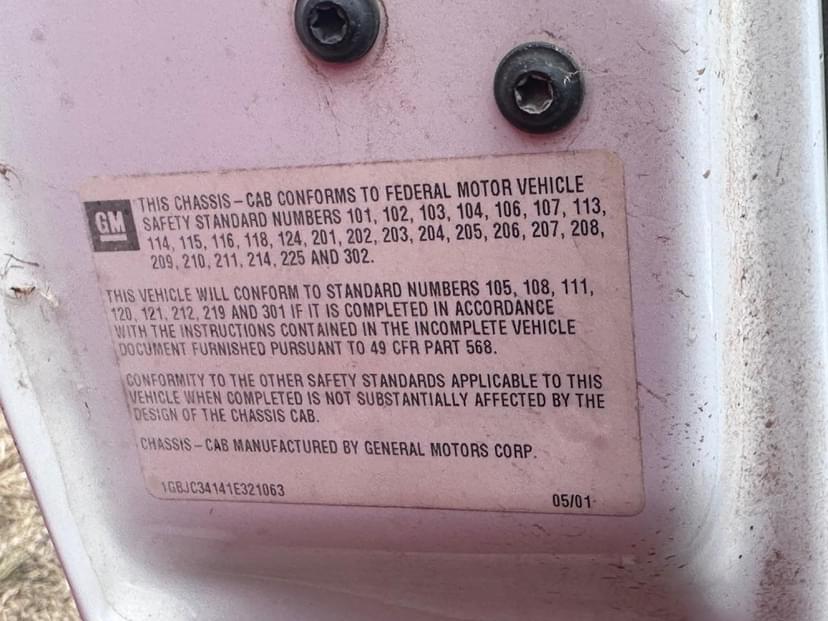 GM
THIS CHASSIS-CAB CONFORMS TO FEDERAL MOTOR VEHICLE
SAFETY STANDARD NUMBERS 101, 102, 103, 104, 106, 107, 113,
114, 115, 116, 118, 124, 201, 202, 203, 204, 205, 206, 207, 208,
209, 210, 211, 214, 225 AND 302.
THIS VEHICLE WILL CONFORM TO STANDARD NUMBERS 105, 108, 111,
120, 121, 212, 219 AND 301 IF IT IS COMPLETED IN ACCORDANCE
WITH THE INSTRUCTIONS CONTAINED IN THE INCOMPLETE VEHICLE
DOCUMENT FURNISHED PURSUANT TO 49 CFR PART 568.
CONFORMITY TO THE OTHER SAFETY STANDARDS APPLICABLE TO THIS
VEHICLE WHEN COMPLETED IS NOT SUBSTANTIALLY AFFECTED BY THE
DESIGN OF THE CHASSIS CAB.
CHASSIS-CAB MANUFACTURED BY GENERAL MOTORS CORP.
1GBJC34141E321063
05/01